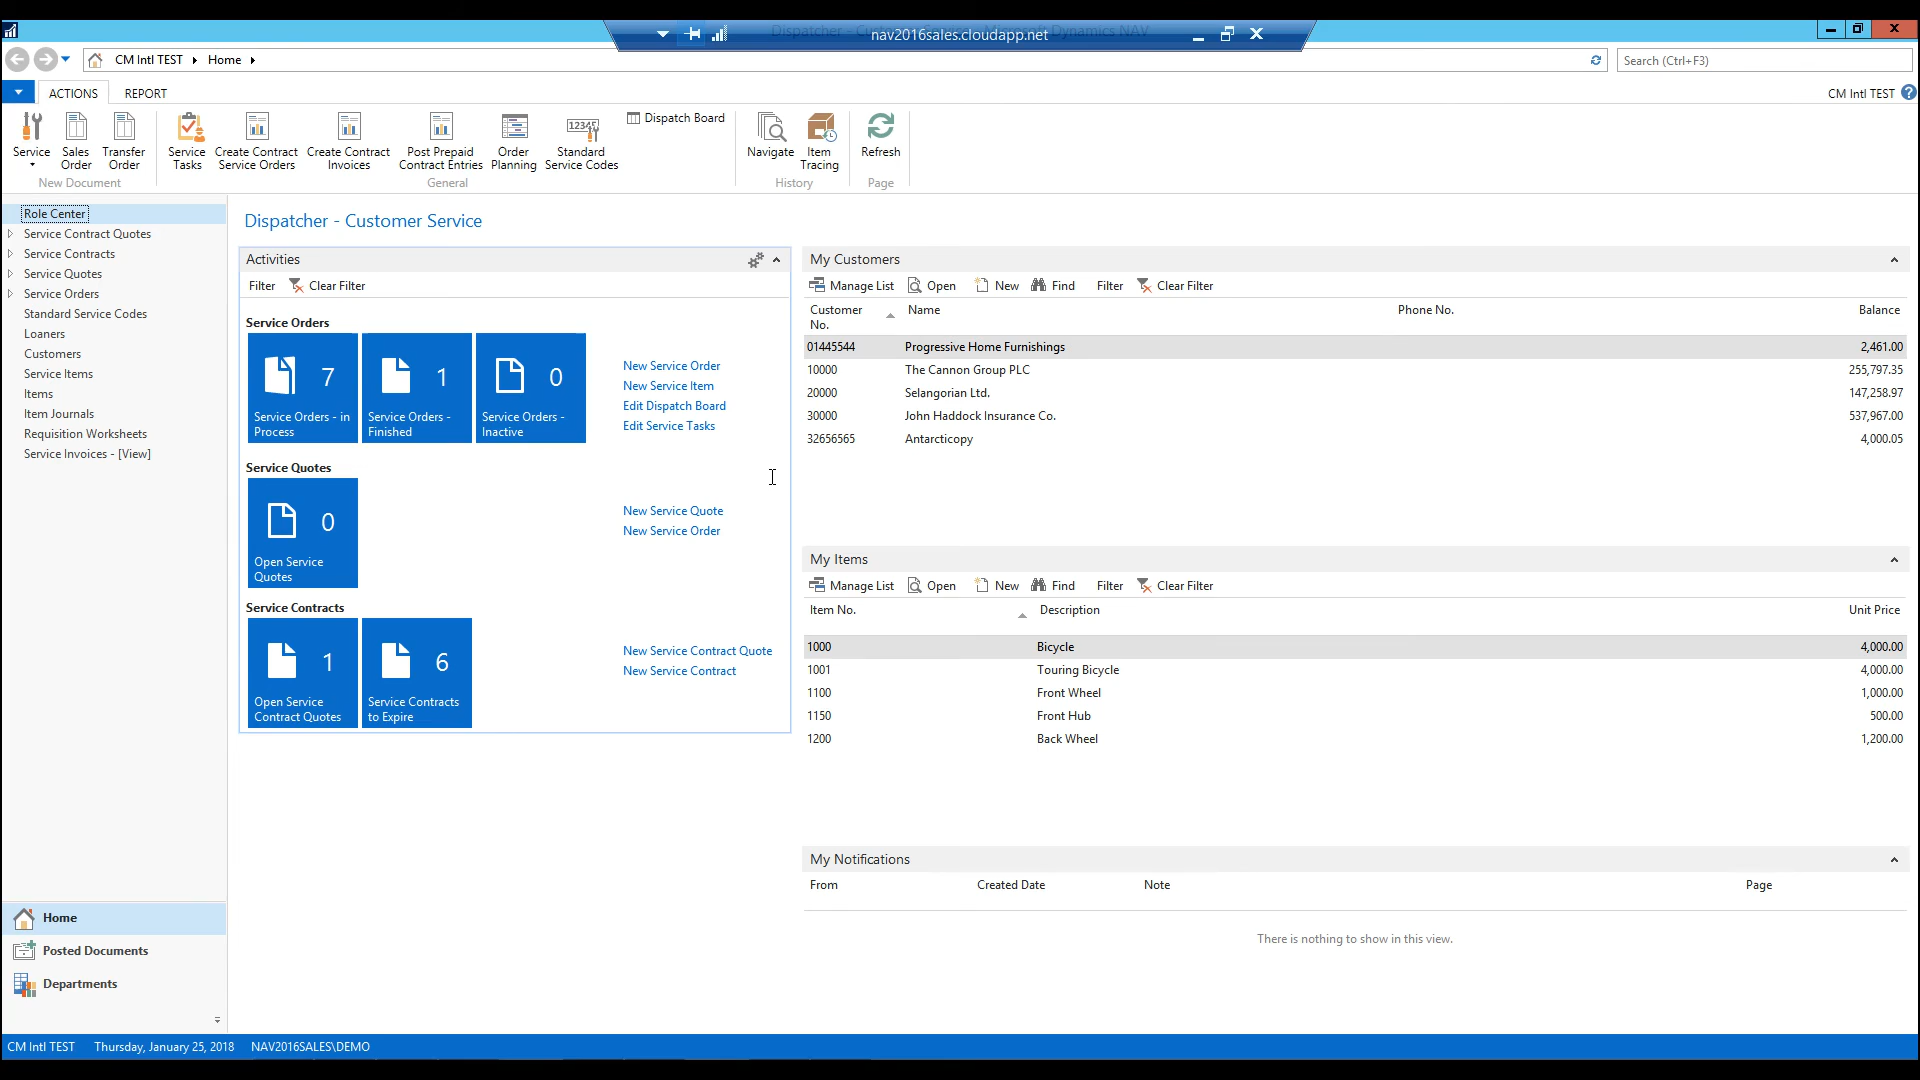 Dispatcher - Customer Service - Microsoft Dynamics NAV
nav2016sales.cloudapp.net
CM Intl TEST
Home
Search (Ctrl+F3)
ACTIONS
REPORT
CM Intl TEST
?
Service
Sales Order
Transfer Order
New Document
Service Tasks
Create Contract Service Orders
Create Contract Invoices
Post Prepaid Contract Entries
Order Planning
12345
Standard Service Codes
Dispatch Board
General
Navigate
Item Tracing
History
Refresh
Page
Role Center
Service Contract Quotes
Service Contracts
Service Quotes
Service Orders
Standard Service Codes
Loaners
Customers
Service Items
Items
Item Journals
Requisition Worksheets
Service Invoices - [View]
Home
Posted Documents
Departments
Dispatcher - Customer Service
Activities
Filter Clear Filter
Service Orders
7
Service Orders - in
Process
1
Service Orders -
Finished
0
Service Orders -
Inactive
New Service Order
New Service Item
Edit Dispatch Board
Edit Service Tasks
Service Quotes
0
Open Service
Quotes
New Service Quote
New Service Order
Service Contracts
1
Open Service
Contract Quotes
6
Service Contracts
to Expire
New Service Contract Quote
New Service Contract
My Customers
Manage List Open New Find Filter Clear Filter
Customer No. Name Phone No. Balance
01445544 Progressive Home Furnishings 2,461.00
10000 The Cannon Group PLC 255,797.35
20000 Selangorian Ltd. 147,258.97
30000 John Haddock Insurance Co. 537,967.00
32656565 Antarcticopy 4,000.05
My Items
Manage List Open New Find Filter Clear Filter
Item No. Description Unit Price
1000 Bicycle 4,000.00
1001 Touring Bicycle 4,000.00
1100 Front Wheel 1,000.00
1150 Front Hub 500.00
1200 Back Wheel 1,200.00
My Notifications
From Created Date Note Page
There is nothing to show in this view.
CM Intl TEST Thursday, January 25, 2018 NAV2016SALES\DEMO